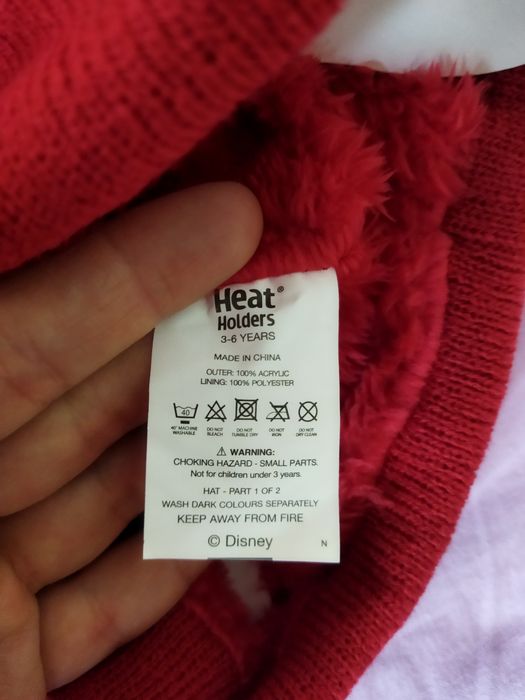 Heat®
Holders
3-6 YEARS
MADE IN CHINA
OUTER: 100% ACRYLIC
LINING: 100% POLYESTER
40
40° MACHINE WASHABLE
DO NOT BLEACH
DO NOT TUMBLE DRY
DO NOT IRON
DO NOT DRY CLEAN
⚠ WARNING:
CHOKING HAZARD - SMALL PARTS.
Not for children under 3 years.
HAT - PART 1 OF 2
WASH DARK COLOURS SEPARATELY
KEEP AWAY FROM FIRE
© Disney
N